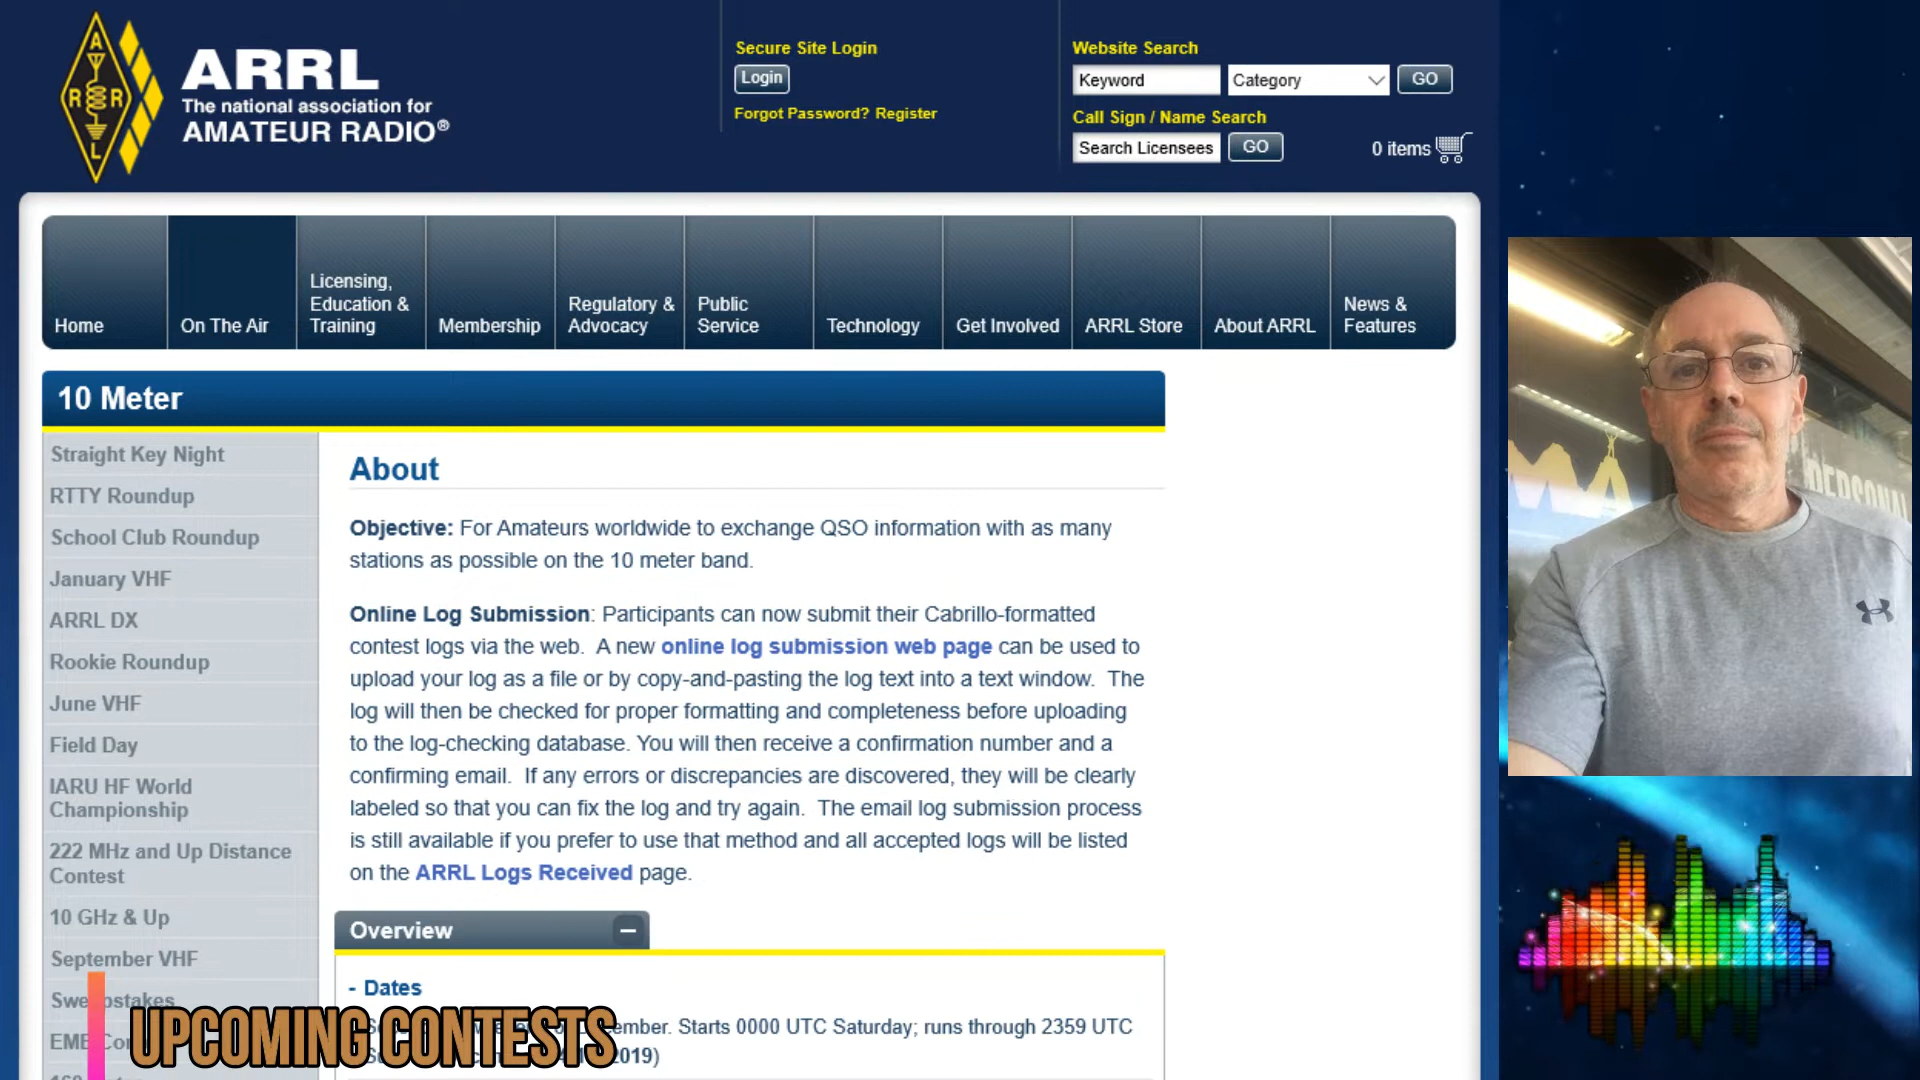 ARRL
The national association for
AMATEUR RADIO®
A
R R
L
Secure Site Login
Login
Forgot Password? Register
Website Search
Keyword
Category
GO
Call Sign / Name Search
Search Licensees
GO
0 items
Home
On The Air
Licensing,
Education &
Training
Membership
Regulatory &
Advocacy
Public
Service
Technology
Get Involved
ARRL Store
About ARRL
News &
Features
10 Meter
Straight Key Night
RTTY Roundup
School Club Roundup
January VHF
ARRL DX
Rookie Roundup
June VHF
Field Day
IARU HF World
Championship
222 MHz and Up Distance
Contest
10 GHz & Up
September VHF
About
Objective: For Amateurs worldwide to exchange QSO information with as many
stations as possible on the 10 meter band.
Online Log Submission: Participants can now submit their Cabrillo-formatted
contest logs via the web. A new online log submission web page can be used to
upload your log as a file or by copy-and-pasting the log text into a text window. The
log will then be checked for proper formatting and completeness before uploading
to the log-checking database. You will then receive a confirmation number and a
confirming email. If any errors or discrepancies are discovered, they will be clearly
labeled so that you can fix the log and try again. The email log submission process
is still available if you prefer to use that method and all accepted logs will be listed
on the ARRL Logs Received page.
Overview
- Dates
Starts 0000 UTC Saturday; runs through 2359 UTC
2019)
UPCOMING CONTESTS
PERSONAL